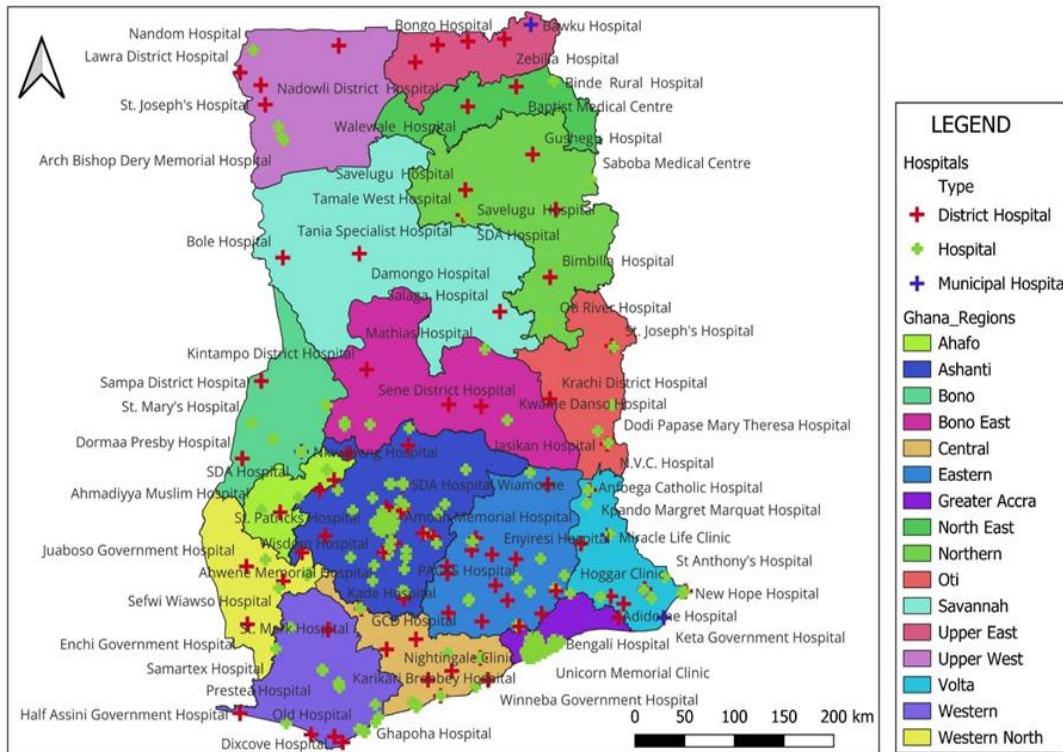 Nandom Hospital
Bongo Hospital
Bawku Hospital
Lawra District Hospital
Zebilla Hospital
Nadowli District Hospital
Binde Rural Hospital
St. Joseph's Hospital
Baptist Medical Centre
Walewale Hospital
Gushegu Hospital
Arch Bishop Dery Memorial Hospital
Saboba Medical Centre
Savelugu Hospital
Tamale West Hospital
Savelugu Hospital
Tania Specialist Hospital
SDA Hospital
Bole Hospital
Bimbilla Hospital
Damongo Hospital
Salaga Hospital
Oti River Hospital
Mathias Hospital
St. Joseph's Hospital
Kintampo District Hospital
Sampa District Hospital
Krachi District Hospital
Sene District Hospital
St. Mary's Hospital
Kwame Danso Hospital
Dodi Papase Mary Theresa Hospital
Dormaa Presby Hospital
Jasikan Hospital
SDA Hospital
N.V.C. Hospital
SDA Hospital Wiamoase
Ahmadiyya Muslim Hospital
Anfoega Catholic Hospital
Kpando Margret Marquat Hospital
St. Patricks Hospital
Amoah Memorial Hospital
Enyiresi Hospital
Miracle Life Clinic
Juaboso Government Hospital
Wisdom Hospital
St Anthony's Hospital
Ahwene Memorial Hospital
Hoggar Clinic
Kade Hospital
New Hope Hospital
Sefwi Wiawso Hospital
GCD Hospital
Adidome Hospital
St. Mark Hospital
Keta Government Hospital
Enchi Government Hospital
Bengali Hospital
Nightingale Clinic
Samartex Hospital
Unicorn Memorial Clinic
Karikari Brobbey Hospital
Prestea Hospital
Winneba Government Hospital
Half Assini Government Hospital
Old Hospital
Ghapoha Hospital
Dixcove Hospital
0 50 100 150 200 km
LEGEND
Hospitals
Type
District Hospital
Hospital
Municipal Hospita
Ghana_Regions
Ahafo
Ashanti
Bono
Bono East
Central
Eastern
Greater Accra
North East
Northern
Oti
Savannah
Upper East
Upper West
Volta
Western
Western North